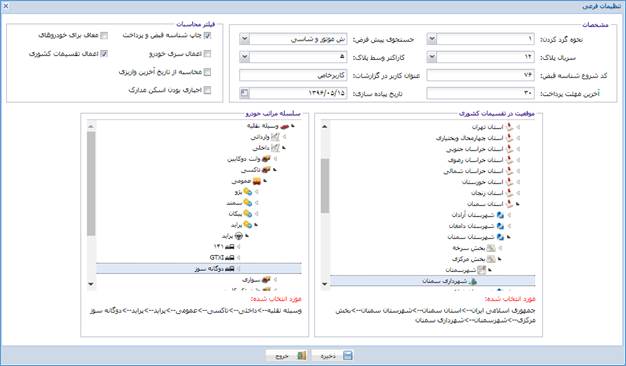 تنظیمات فرعی
مشخصات
نحوه گرد کردن:
۱
جستجوی پیش فرض:
ش موتور و شاسی
سریال پلاک:
۱۲
کاراکتر وسط پلاک:
ه
کد شروع شناسه قبض:
۷۶
عنوان کاربر در گزارشات:
کاربرخاص
آخرین مهلت پرداخت:
۳۰
تاریخ پیاده سازی:
۱۳۹۶/۰۵/۱۵
فیلتر محاسبات
چاپ شناسه قبض و پرداخت
معافی برای خودروهای
اعمال سری خودرو
اعمال تقسیمات کشوری
محاسبه از تاریخ آخرین واریزی
اجباری بودن اسکن مدارک
موقعیت در تقسیمات کشوری
استان تهران
استان چهارمحال وبختیاری
استان خراسان جنوبی
استان خراسان رضوی
استان خراسان شمالی
استان خوزستان
استان زنجان
استان سمنان
شهرستان آرادان
شهرستان دامغان
شهرستان سمنان
بخش سرخه
بخش مرکزی
شهرسمنان
شهرداری سمنان
مورد انتخاب شده:
جمهوری اسلامی ایران-->استان سمنان-->شهرستان سمنان-->بخش
مرکزی-->شهرسمنان-->شهرداری سمنان
سلسله مراتب خودرو
وسیله نقلیه
وارداتی
داخلی
وانت دوکابین
تاکسی
عمومی
پژو
سمند
پیکان
پراید
پراید
۱۴۱
GTXI
دوگانه سوز
سواری
مورد انتخاب شده:
وسیله نقلیه-->داخلی-->تاکسی-->عمومی-->پراید-->پراید-->دوگانه سوز
ذخیره
خروج